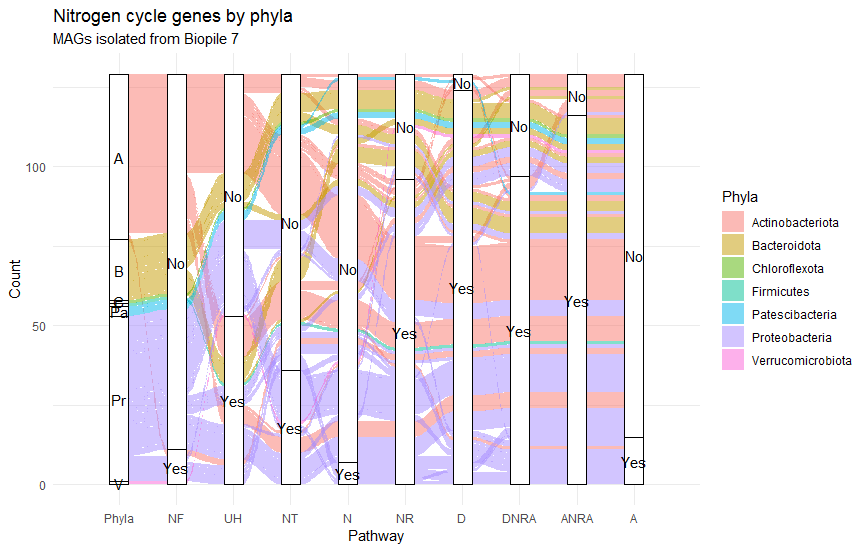 Nitrogen cycle genes by phyla
MAGs isolated from Biopile 7
Count
100
50
0
A
B
Pa
Pr
V
No
Yes
No
Yes
No
Yes
No
Yes
No
Yes
No
Yes
No
Yes
No
Yes
No
Yes
Phyla NF UH NT N NR D DNRA ANRA A
Pathway
Phyla
Actinobacteriota
Bacteroidota
Chloroflexota
Firmicutes
Patescibacteria
Proteobacteria
Verrucomicrobiota